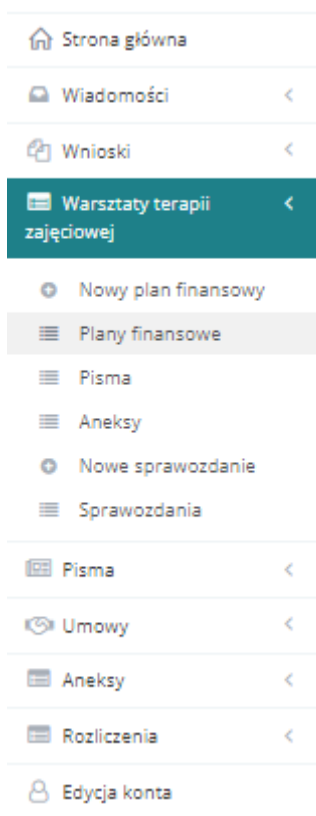 Strona główna
Wiadomości
Wnioski
Warsztaty terapii
zajęciowej
Nowy plan finansowy
Plany finansowe
Pisma
Aneksy
Nowe sprawozdanie
Sprawozdania
Pisma
Umowy
Aneksy
Rozliczenia
Edycja konta